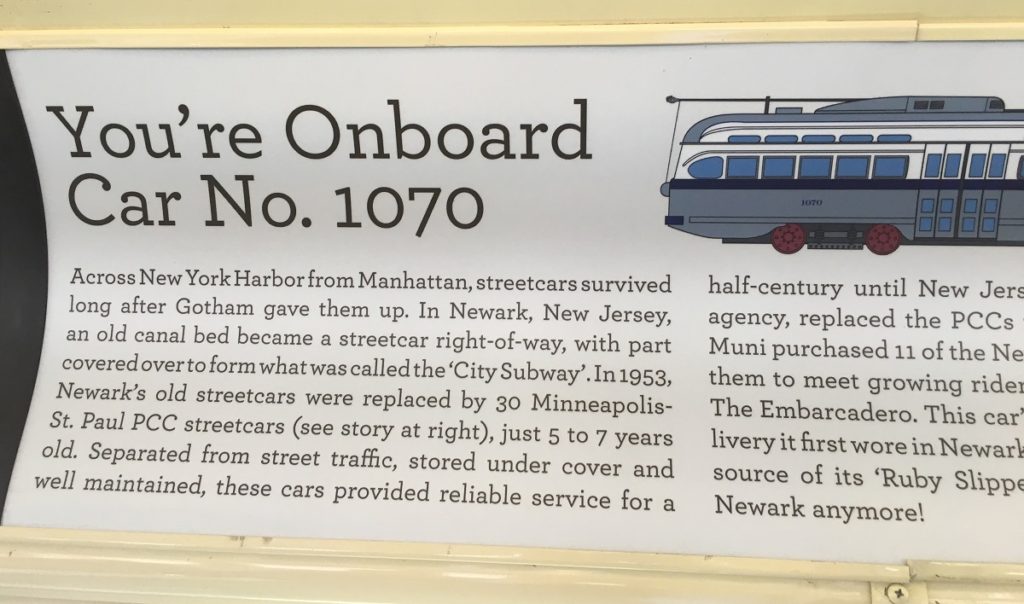 You're Onboard
Car No. 1070
1070
Across New York Harbor from Manhattan, streetcars survived
long after Gotham gave them up. In Newark, New Jersey,
an old canal bed became a streetcar right-of-way, with part
covered over to form what was called the 'City Subway'. In 1953,
Newark's old streetcars were replaced by 30 Minneapolis-
St. Paul PCC streetcars (see story at right), just 5 to 7 years
old. Separated from street traffic, stored under cover and
well maintained, these cars provided reliable service for a
half-century until New Jers
agency, replaced the PCCs
Muni purchased 11 of the Ne
them to meet growing rider
The Embarcadero. This car'
livery it first wore in Newark
source of its 'Ruby Slippe
Newark anymore!